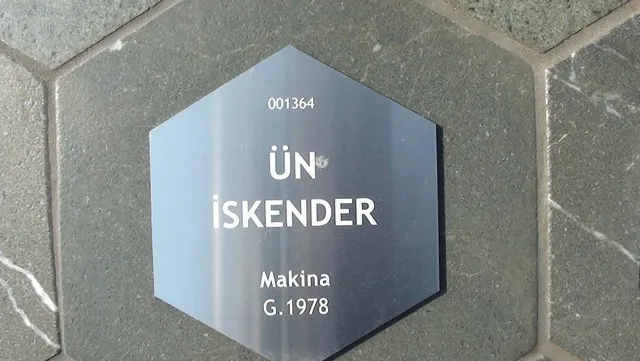 001364
ÜN
İSKENDER
Makina
G.1978